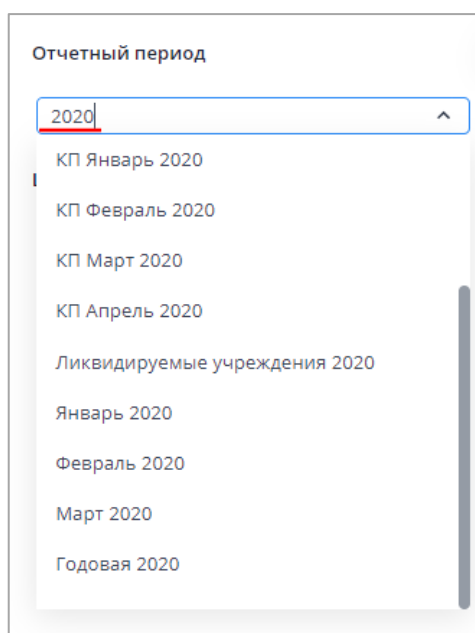 Отчетный период
2020
КП Январь 2020
КП Февраль 2020
КП Март 2020
КП Апрель 2020
Ликвидируемые учреждения 2020
Январь 2020
Февраль 2020
Март 2020
Годовая 2020